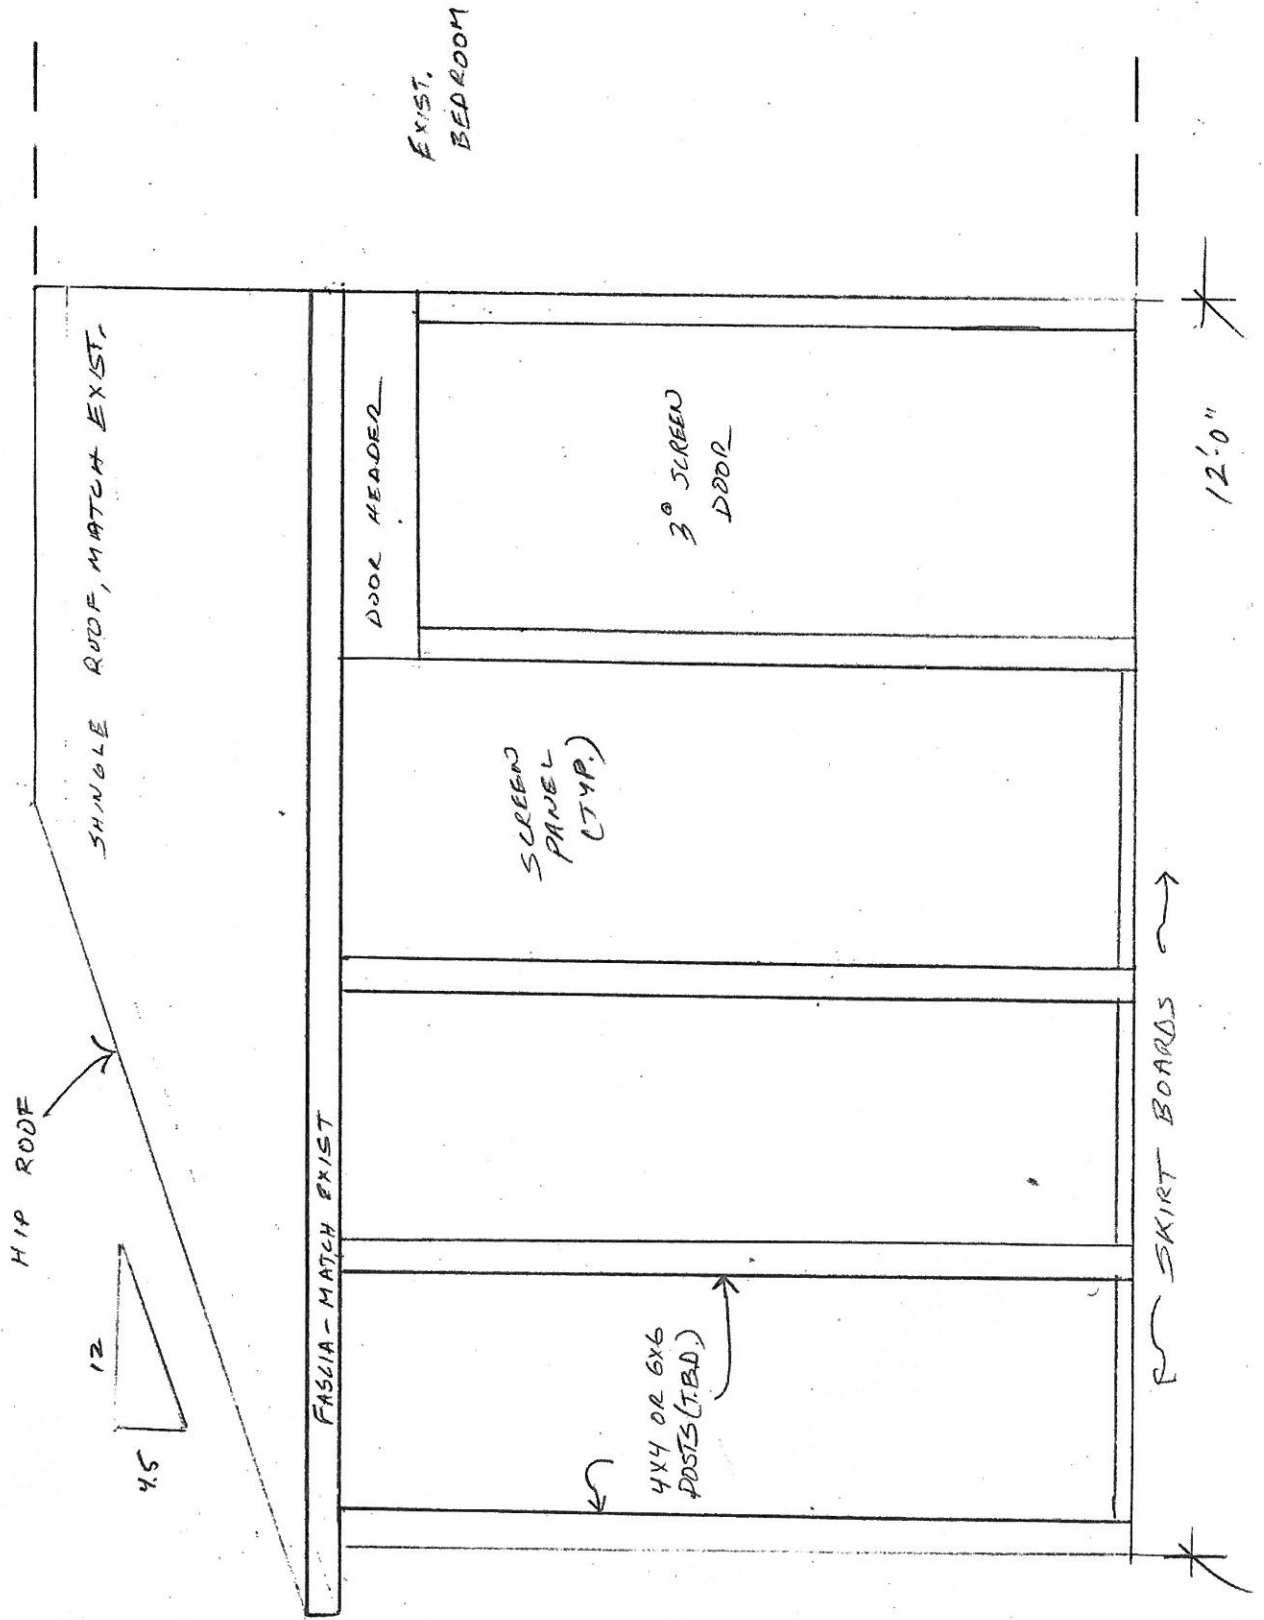 HIP ROOF
12
4.5
SHINGLE ROOF, MATCH EXIST.
EXIST.
BEDROOM
FASCIA - MATCH EXIST
DOOR HEADER
SCREEN
PANEL
(TYP.)
3⁰ SCREEN
DOOR
4X4 OR 6X6
POSTS (T.B.D.)
SKIRT BOARDS
12'-0"